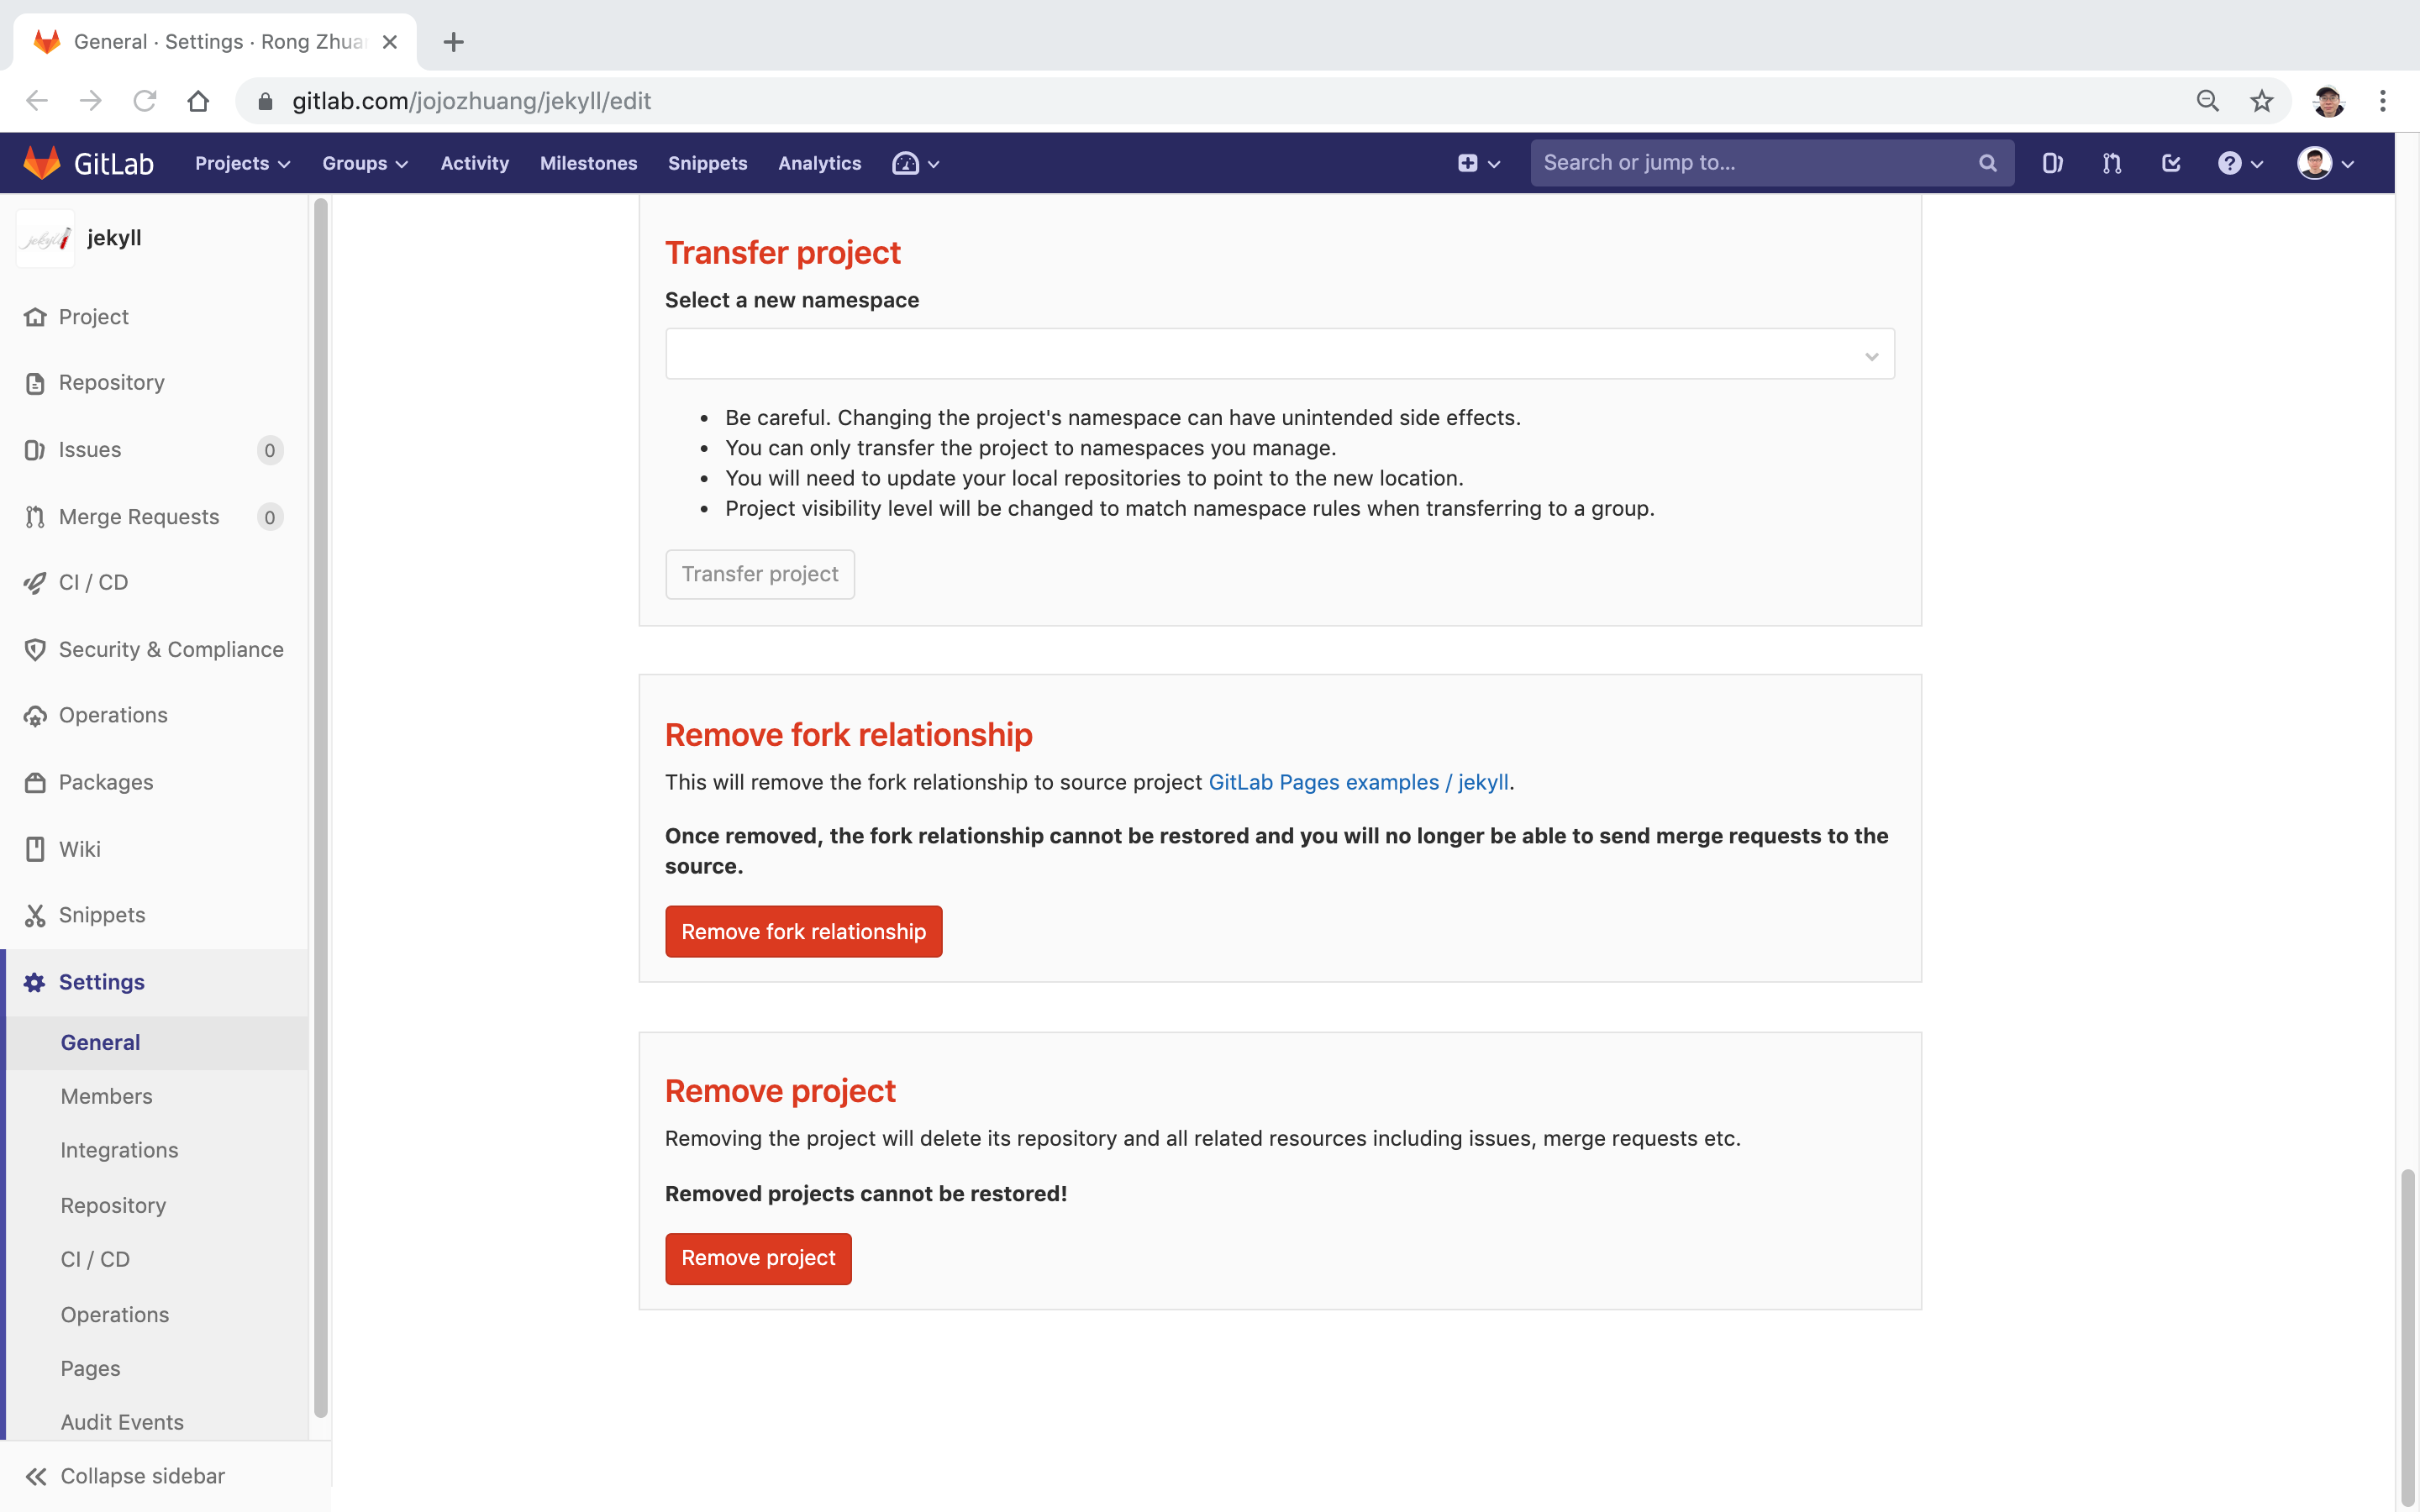 General · Settings · Rong Zhua
gitlab.com/jojozhuang/jekyll/edit
GitLab Projects Groups Activity Milestones Snippets Analytics Search or jump to...
jekyll
Project
Repository
Issues 0
Merge Requests 0
CI / CD
Security & Compliance
Operations
Packages
Wiki
Snippets
Settings
General
Members
Integrations
Repository
CI / CD
Operations
Pages
Audit Events
Collapse sidebar
Transfer project
Select a new namespace
Be careful. Changing the project's namespace can have unintended side effects.
You can only transfer the project to namespaces you manage.
You will need to update your local repositories to point to the new location.
Project visibility level will be changed to match namespace rules when transferring to a group.
Transfer project
Remove fork relationship
This will remove the fork relationship to source project GitLab Pages examples / jekyll.
Once removed, the fork relationship cannot be restored and you will no longer be able to send merge requests to the
source.
Remove fork relationship
Remove project
Removing the project will delete its repository and all related resources including issues, merge requests etc.
Removed projects cannot be restored!
Remove project